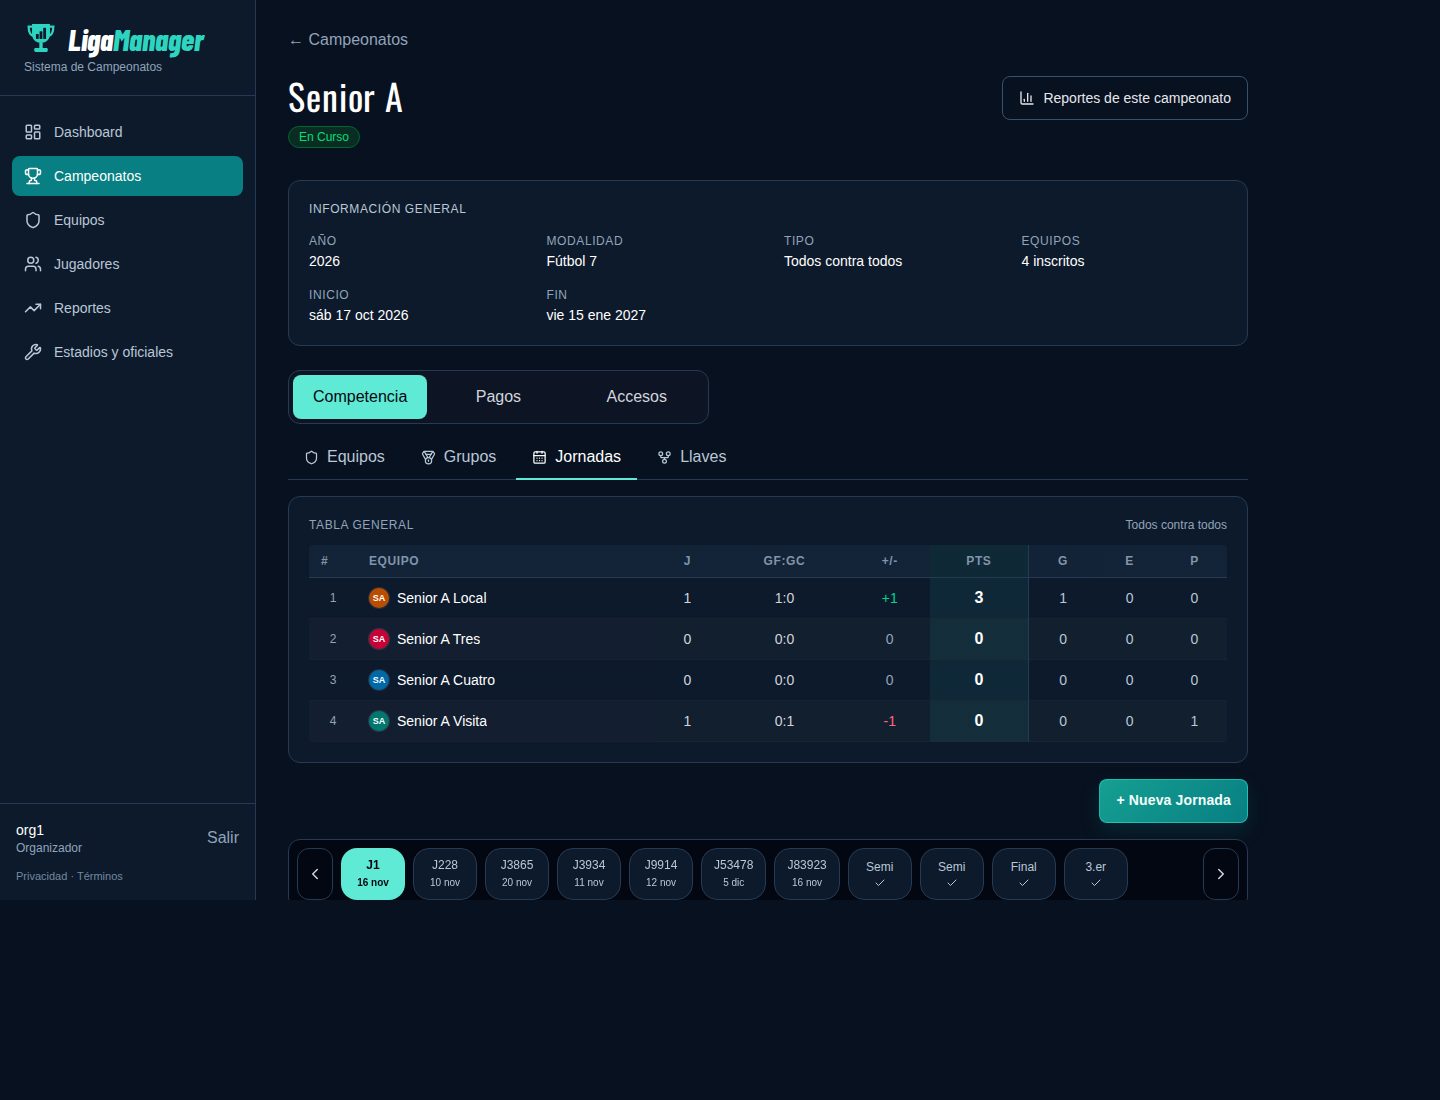 LigaManager
Sistema de Campeonatos
Dashboard
Campeonatos
Equipos
Jugadores
Reportes
Estadios y oficiales
org1
Organizador
Salir
Privacidad · Términos
← Campeonatos
Senior A
En Curso
Reportes de este campeonato
INFORMACIÓN GENERAL
AÑO MODALIDAD TIPO EQUIPOS
2026 Fútbol 7 Todos contra todos 4 inscritos
INICIO FIN
sáb 17 oct 2026 vie 15 ene 2027
Competencia Pagos Accesos
Equipos Grupos Jornadas Llaves
TABLA GENERAL Todos contra todos
# EQUIPO J GF:GC +/- PTS G E P
1 SA Senior A Local 1 1:0 +1 3 1 0 0
2 SA Senior A Tres 0 0:0 0 0 0 0 0
3 SA Senior A Cuatro 0 0:0 0 0 0 0 0
4 SA Senior A Visita 1 0:1 -1 0 0 0 1
+ Nueva Jornada
J1 J228 J3865 J3934 J9914 J53478 J83923 Semi Semi Final 3.er
16 nov 10 nov 20 nov 11 nov 12 nov 5 dic 16 nov